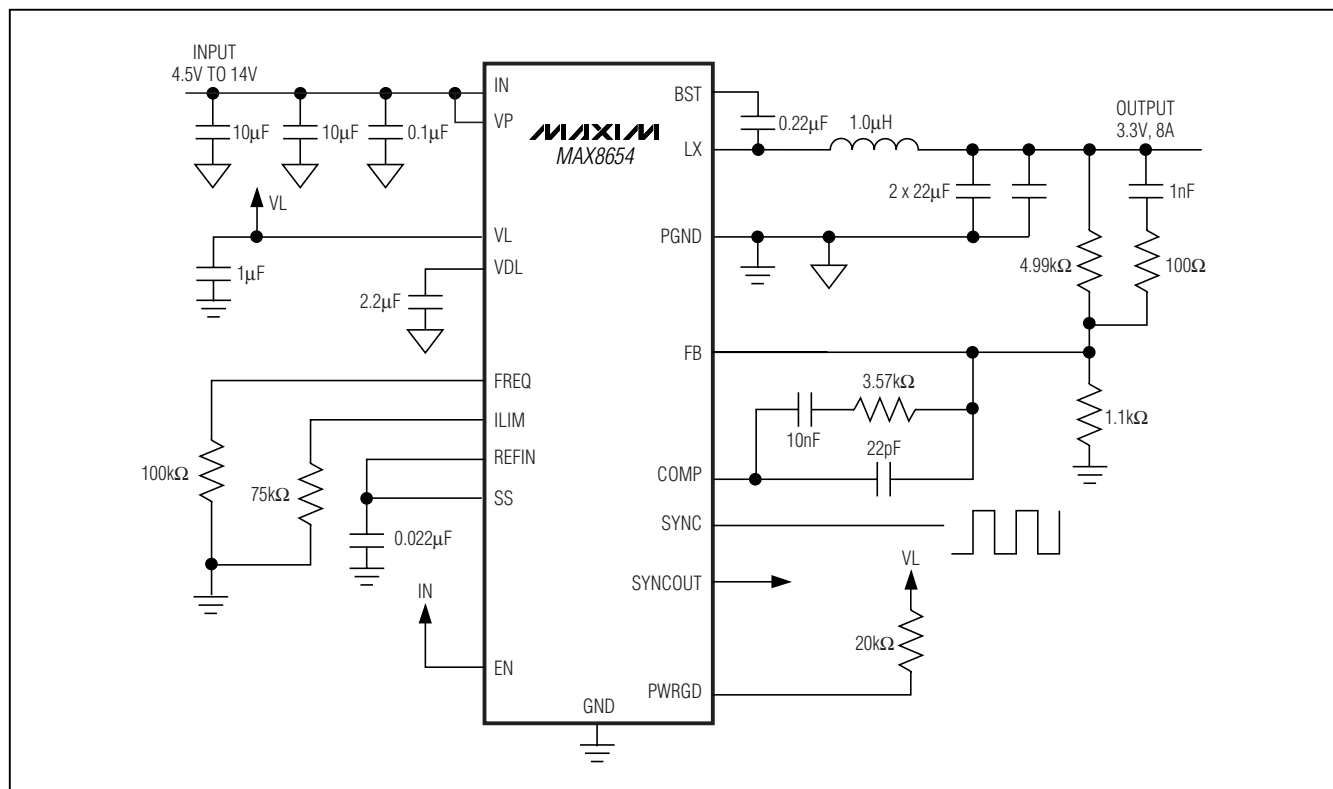 INPUT
4.5V TO 14V
10µF
10µF
0.1µF
VL
1µF
2.2µF
100kΩ
75kΩ
0.022µF
IN
IN
VP
VL
VDL
FREQ
ILIM
REFIN
SS
EN
MAXIM
MAX8654
GND
BST
LX
PGND
FB
COMP
SYNC
SYNCOUT
PWRGD
0.22µF
1.0µH
OUTPUT
3.3V, 8A
2 x 22µF
1nF
4.99kΩ
100Ω
3.57kΩ
10nF
22pF
1.1kΩ
VL
20kΩ